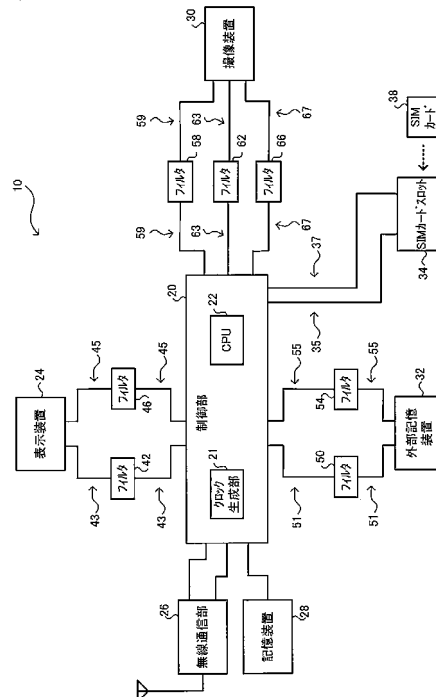 10
24
表示装置
43
45
フィルタ
42
フィルタ
46
43
45
26
無線通信部
28
記憶装置
20
制御部
21
クロック
生成部
22
CPU
59
フィルタ
58
59
63
フィルタ
62
63
67
フィルタ
66
67
30
撮像装置
51
フィルタ
50
51
55
フィルタ
54
55
32
外部記憶
装置
35
37
34
SIMカードスロット
38
SIM
カード